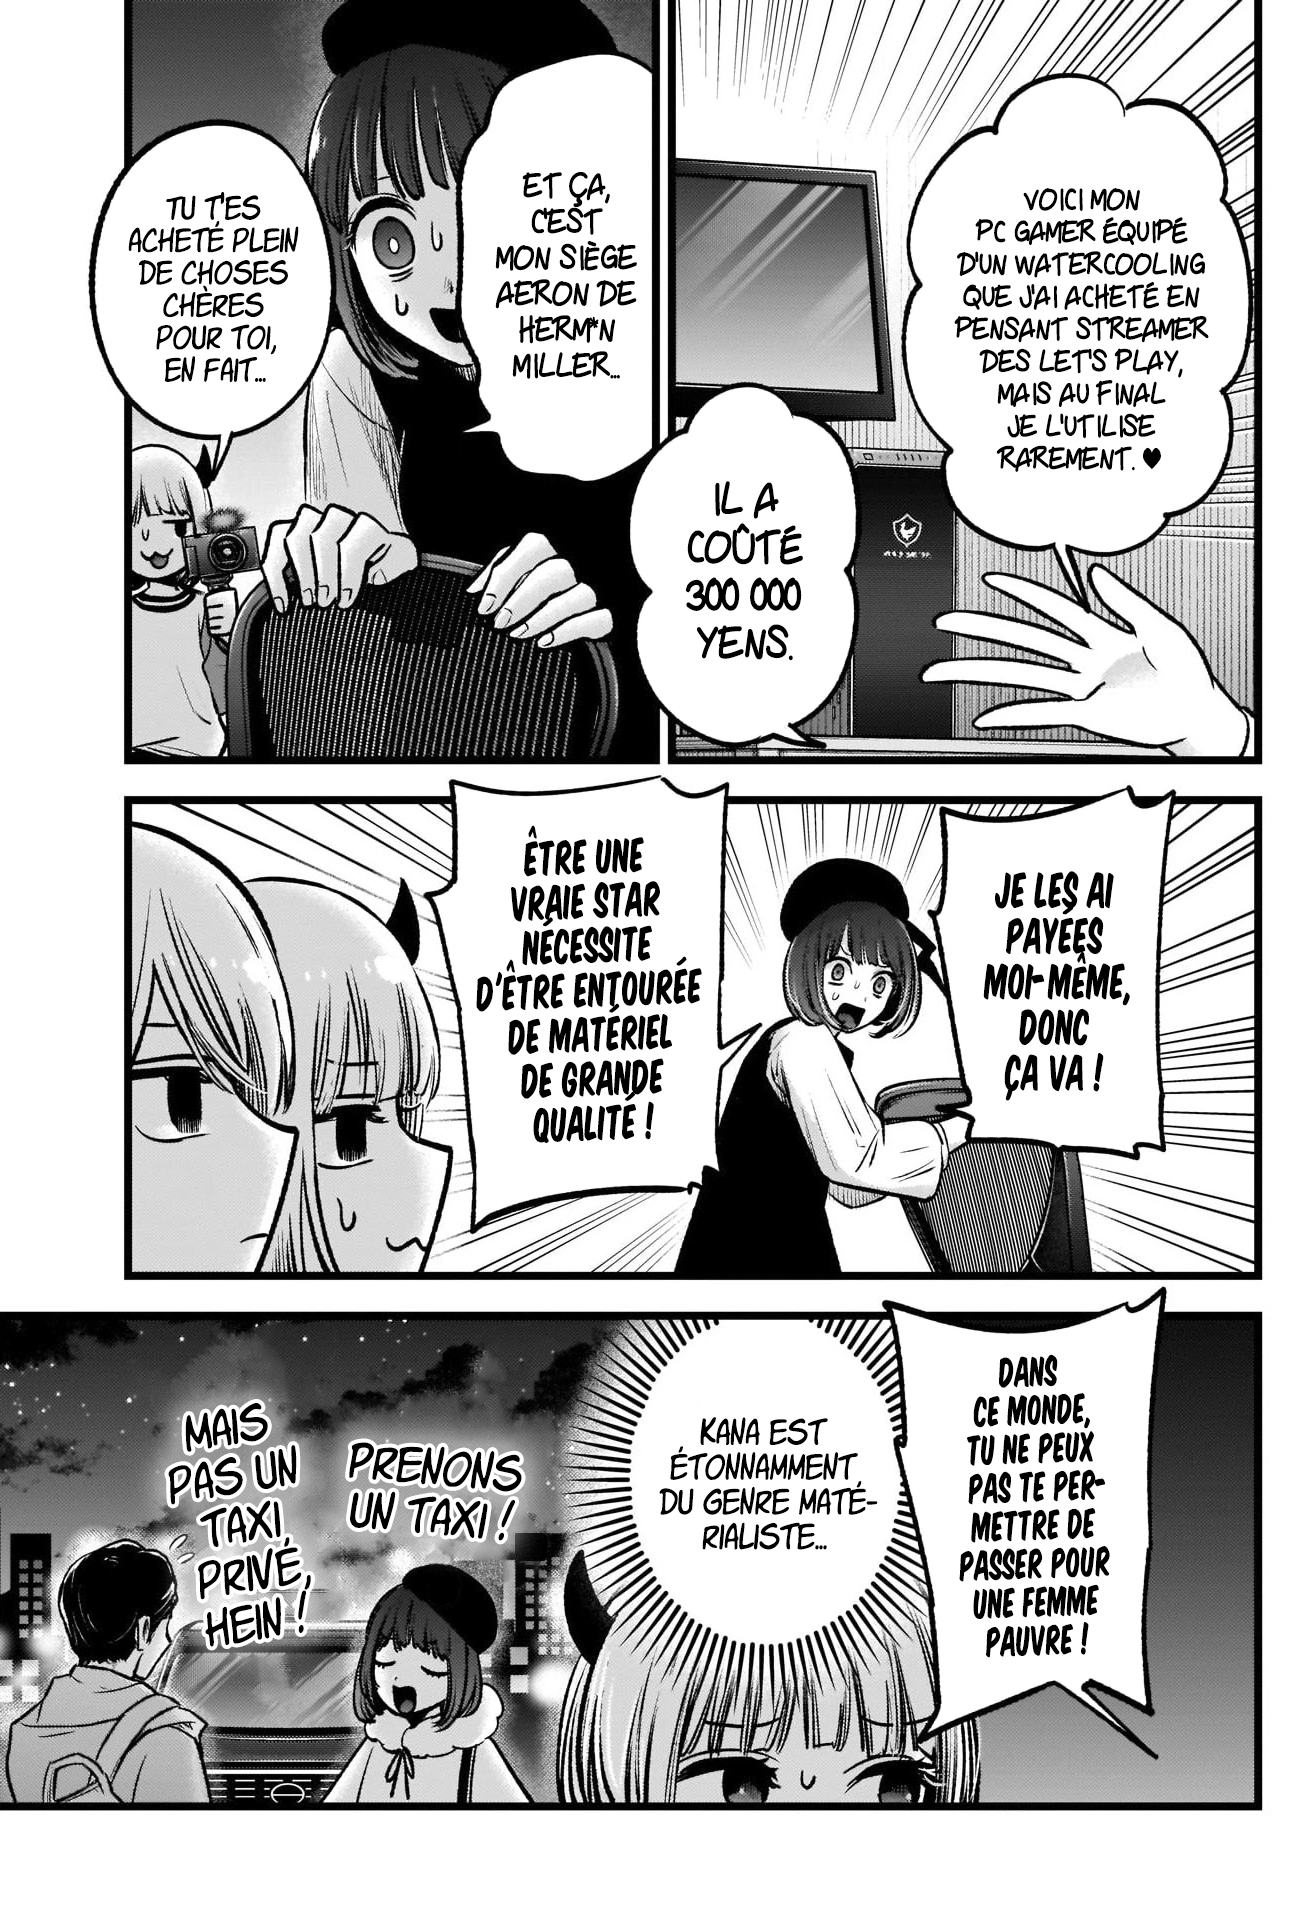 VOICI MON
PC GAMER ÉQUIPÉ
D'UN WATERCOOLING
QUE J'AI ACHETÉ EN
PENSANT STREAMER
DES LET'S PLAY,
MAIS AU FINAL
JE L'UTILISE
RAREMENT. ♥
IL A
COÛTÉ
300 000
YENS.
ET ÇA,
C'EST
MON SIÈGE
AERON DE
HERM*N
MILLER...
TU T'ES
ACHETÉ PLEIN
DE CHOSES
CHÈRES
POUR TOI,
EN FAIT...
JE LES AI
PAYÉES
MOI-MÊME,
DONC
ÇA VA !
ÊTRE UNE
VRAIE STAR
NÉCESSITE
D'ÊTRE ENTOURÉE
DE MATÉRIEL
DE GRANDE
QUALITÉ !
DANS
CE MONDE,
TU NE PEUX
PAS TE PER-
METTRE DE
PASSER POUR
UNE FEMME
PAUVRE !
KANA EST
ÉTONNAMMENT
DU GENRE MATÉ-
RIALISTE...
PRENONS
UN TAXI !
MAIS
PAS UN
TAXI
PRIVÉ,
HEIN !